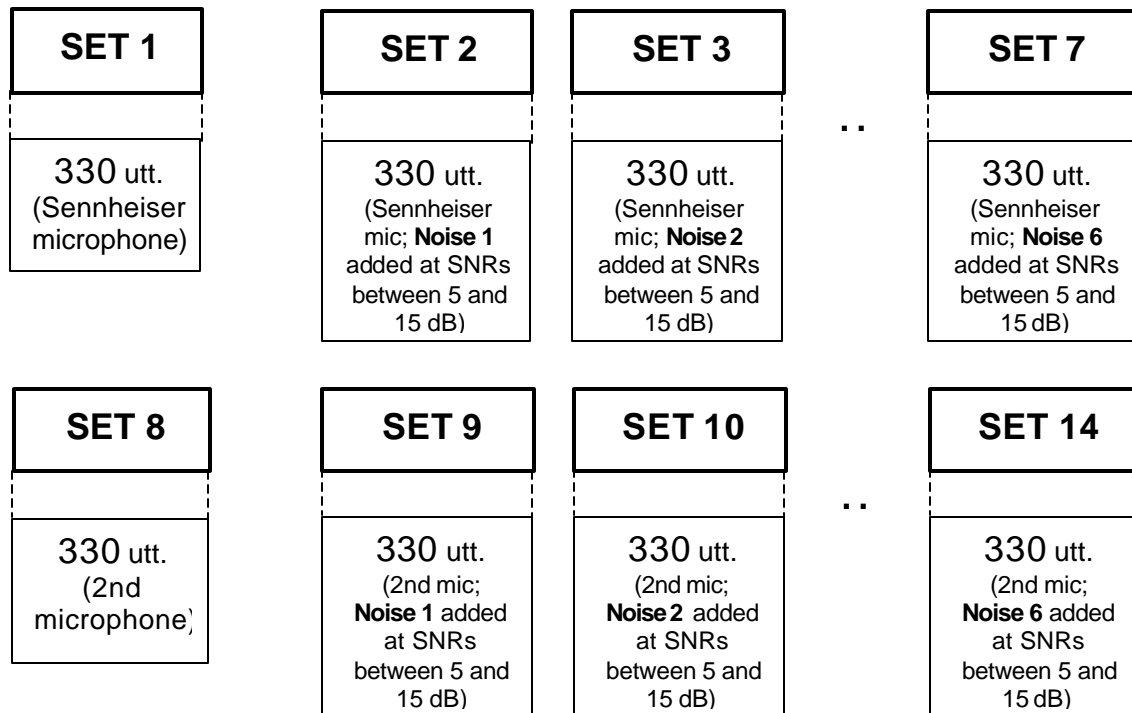 SET 1
SET 2
SET 3
SET 7
..
330 utt.
(Sennheiser
microphone)
330 utt.
(Sennheiser
mic; Noise 1
added at SNRs
between 5 and
15 dB)
330 utt.
(Sennheiser
mic; Noise 2
added at SNRs
between 5 and
15 dB)
330 utt.
(Sennheiser
mic; Noise 6
added at SNRs
between 5 and
15 dB)
SET 8
SET 9
SET 10
SET 14
..
330 utt.
(2nd
microphone)
330 utt.
(2nd mic;
Noise 1 added
at SNRs
between 5 and
15 dB)
330 utt.
(2nd mic;
Noise 2 added
at SNRs
between 5 and
15 dB)
330 utt.
(2nd mic;
Noise 6 added
at SNRs
between 5 and
15 dB)